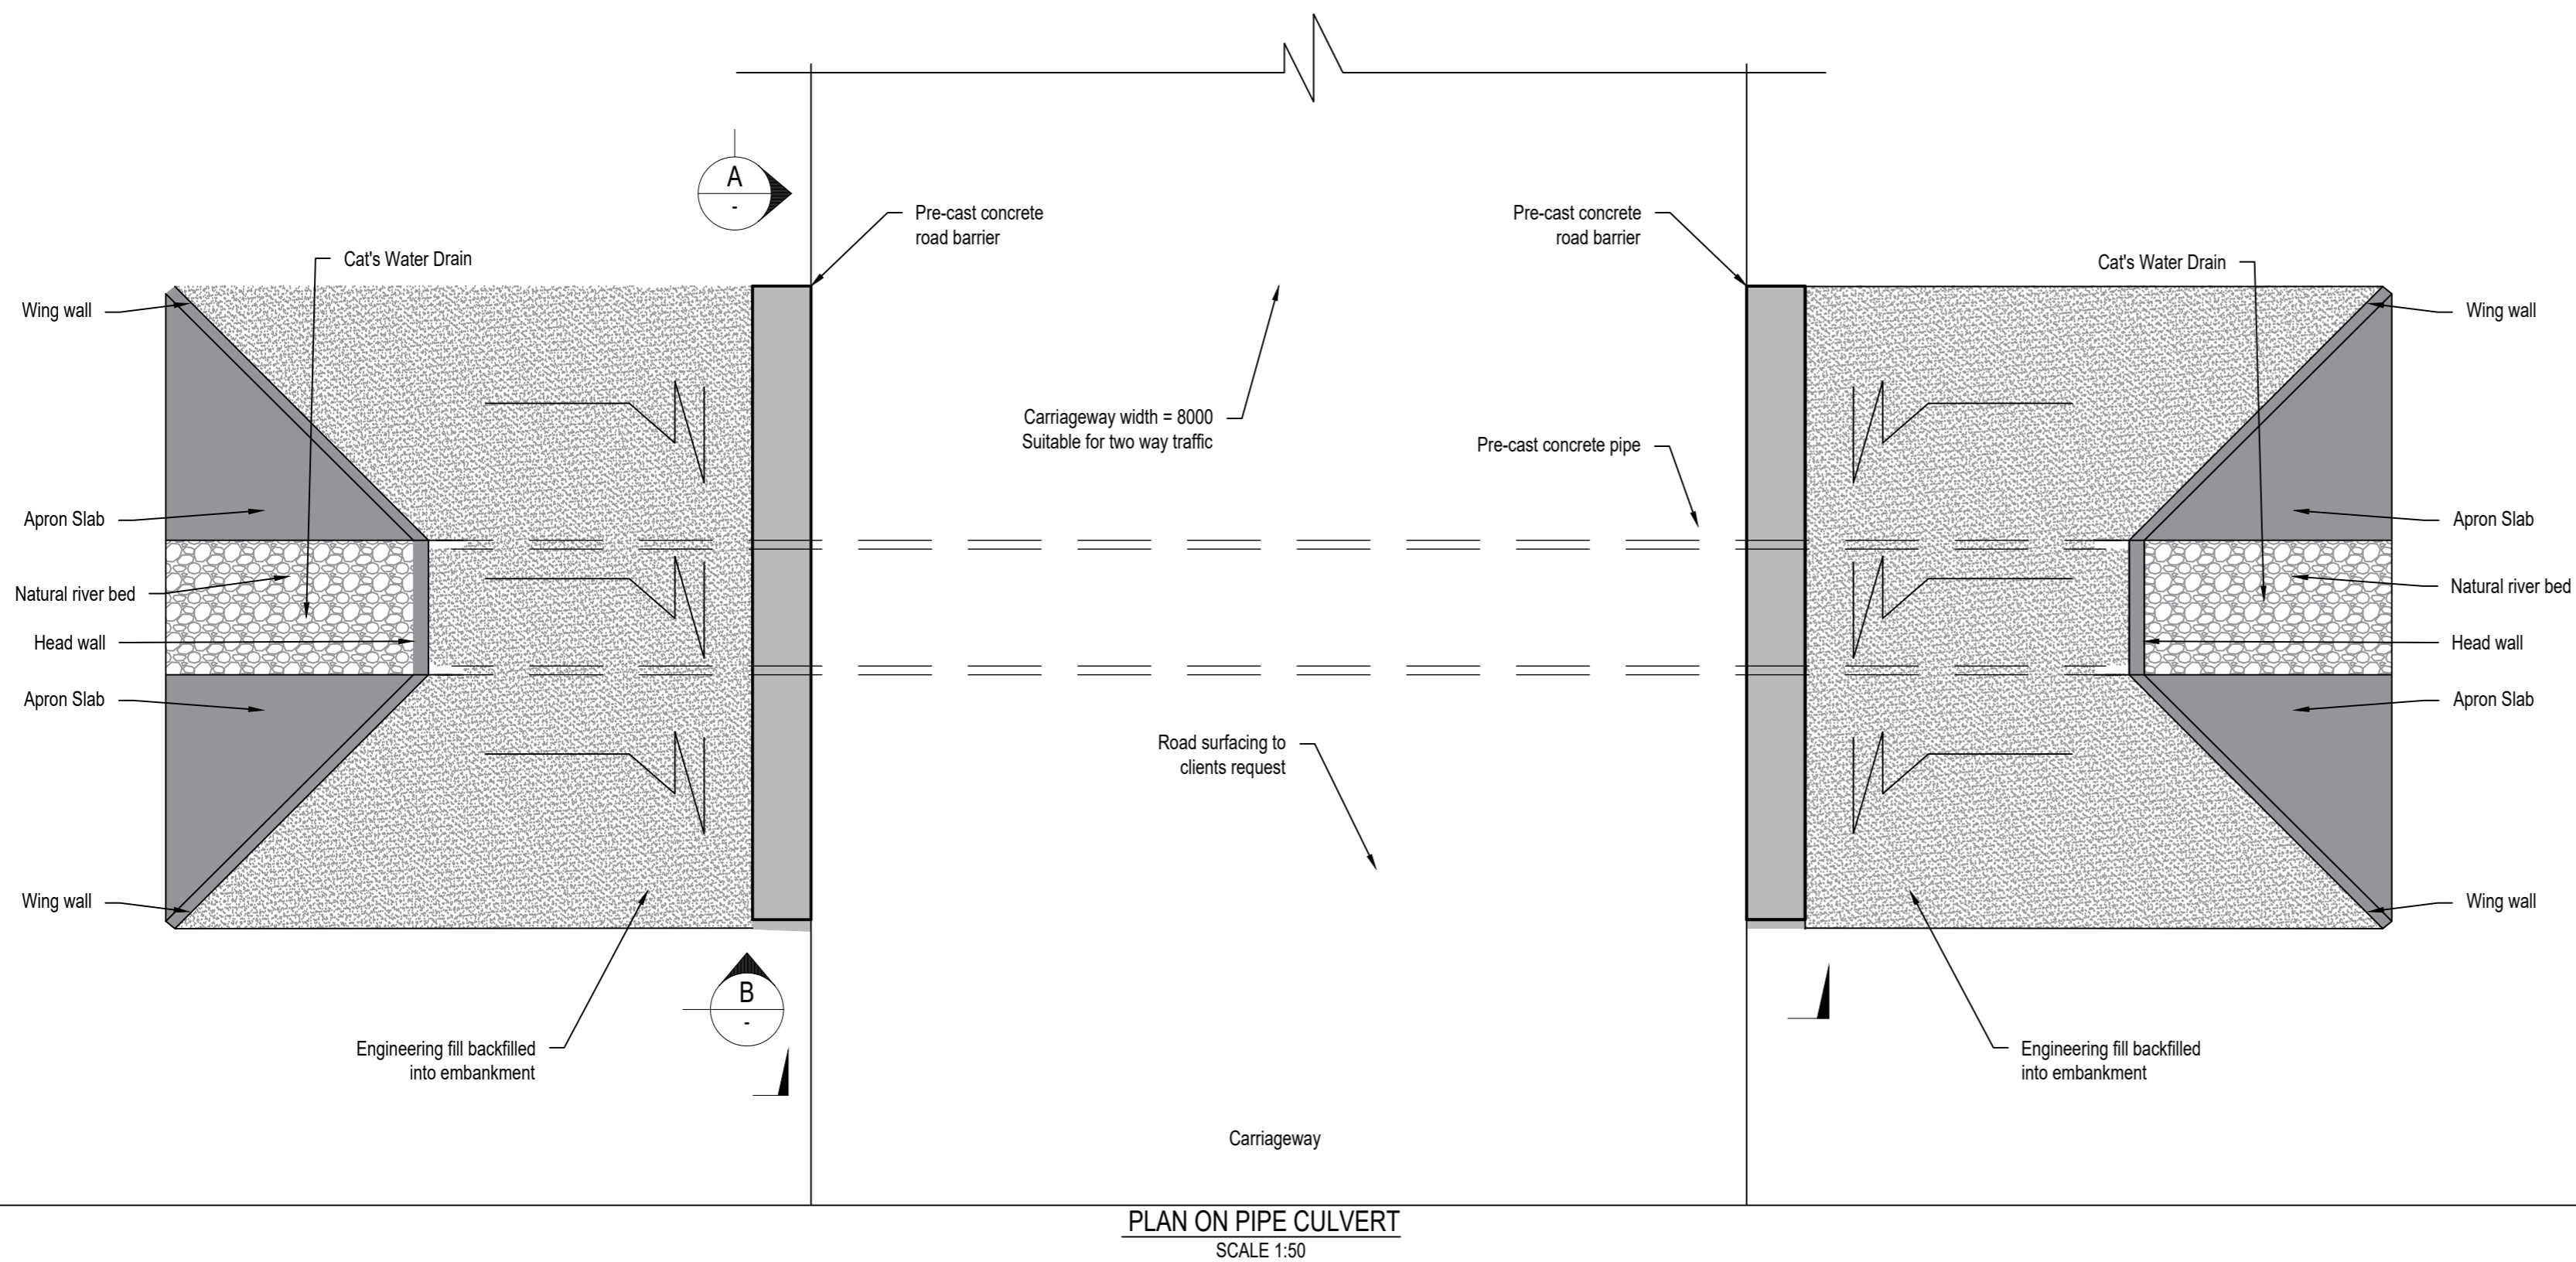 A
-
Pre-cast concrete
road barrier
Pre-cast concrete
road barrier
Cat's Water Drain
Cat's Water Drain
Wing wall
Wing wall
Carriageway width = 8000
Suitable for two way traffic
Pre-cast concrete pipe
Apron Slab
Apron Slab
Natural river bed
Natural river bed
Head wall
Head wall
Apron Slab
Apron Slab
Road surfacing to
clients request
Wing wall
Wing wall
B
-
Engineering fill backfilled
into embankment
Engineering fill backfilled
into embankment
Carriageway
PLAN ON PIPE CULVERT
SCALE 1:50